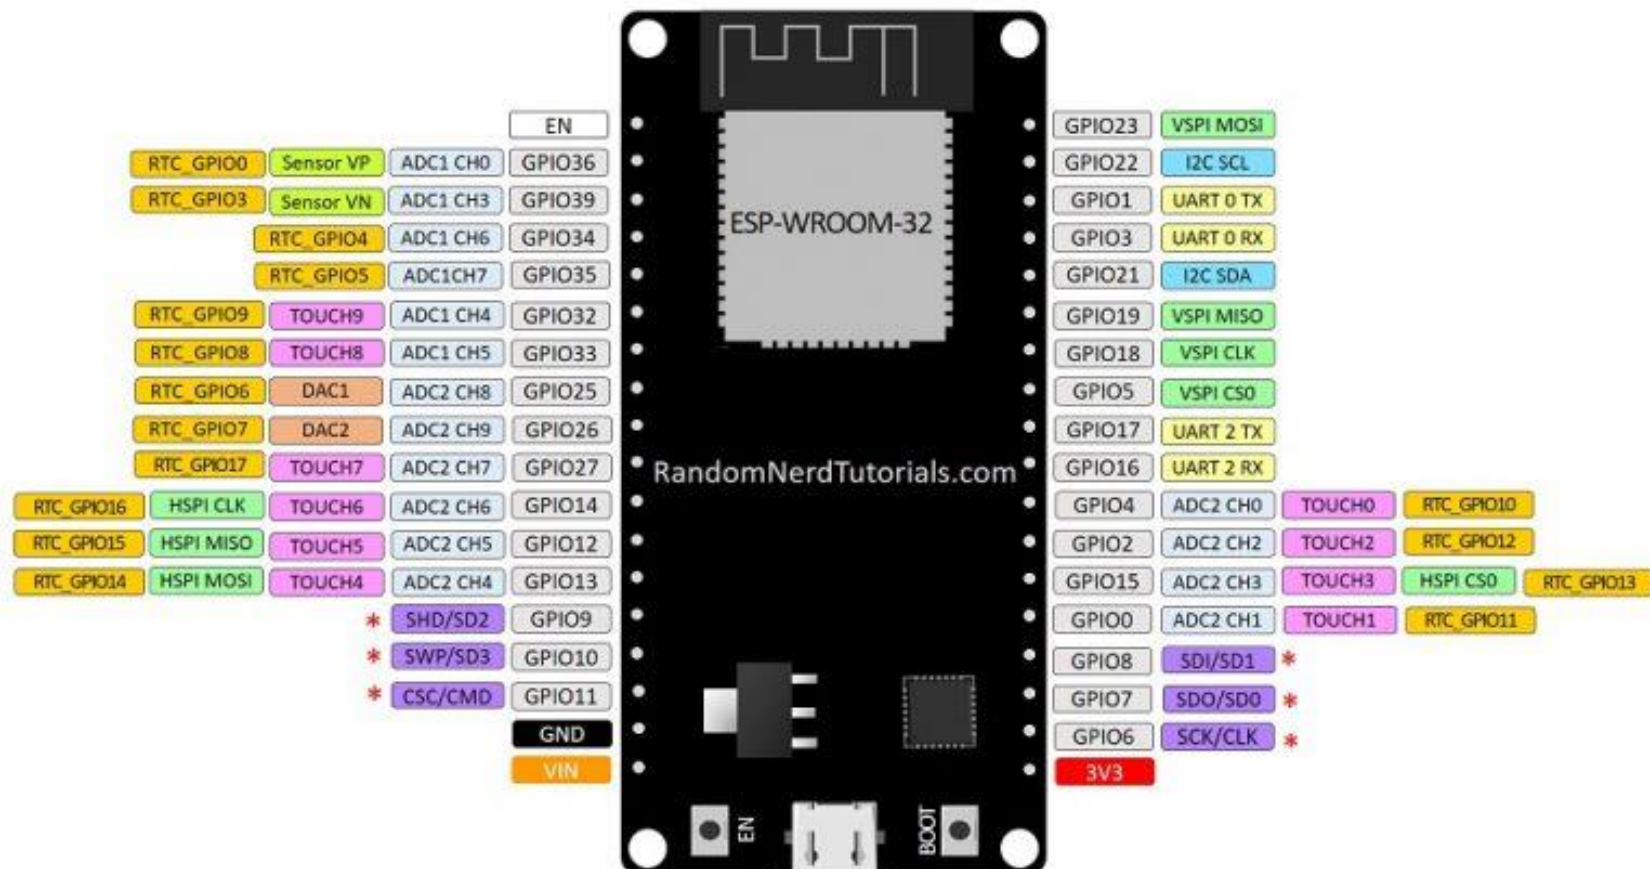 EN GPIO23 VSPI MOSI
RTC_GPIO0 Sensor VP ADC1 CH0 GPIO36 GPIO22 I2C SCL
RTC_GPIO3 Sensor VN ADC1 CH3 GPIO39 GPIO1 UART 0 TX
RTC_GPIO4 ADC1 CH6 GPIO34 ESP-WROOM-32 GPIO3 UART 0 RX
RTC_GPIO5 ADC1CH7 GPIO35 GPIO21 I2C SDA
RTC_GPIO9 TOUCH9 ADC1 CH4 GPIO32 GPIO19 VSPI MISO
RTC_GPIO8 TOUCH8 ADC1 CH5 GPIO33 GPIO18 VSPI CLK
RTC_GPIO6 DAC1 ADC2 CH8 GPIO25 GPIO5 VSPI CS0
RTC_GPIO7 DAC2 ADC2 CH9 GPIO26 GPIO17 UART 2 TX
RTC_GPIO17 TOUCH7 ADC2 CH7 GPIO27 RandomNerdTutorials.com GPIO16 UART 2 RX
RTC_GPIO16 HSPI CLK TOUCH6 ADC2 CH6 GPIO14 GPIO4 ADC2 CH0 TOUCH0 RTC_GPIO10
RTC_GPIO15 HSPI MISO TOUCH5 ADC2 CH5 GPIO12 GPIO2 ADC2 CH2 TOUCH2 RTC_GPIO12
RTC_GPIO14 HSPI MOSI TOUCH4 ADC2 CH4 GPIO13 GPIO15 ADC2 CH3 TOUCH3 HSPI CS0 RTC_GPIO13
* SHD/SD2 GPIO9 GPIO0 ADC2 CH1 TOUCH1 RTC_GPIO11
* SWP/SD3 GPIO10 GPIO8 SDI/SD1 *
* CSC/CMD GPIO11 GPIO7 SDO/SD0 *
GND GPIO6 SCK/CLK *
VIN 3V3
EN BOOT